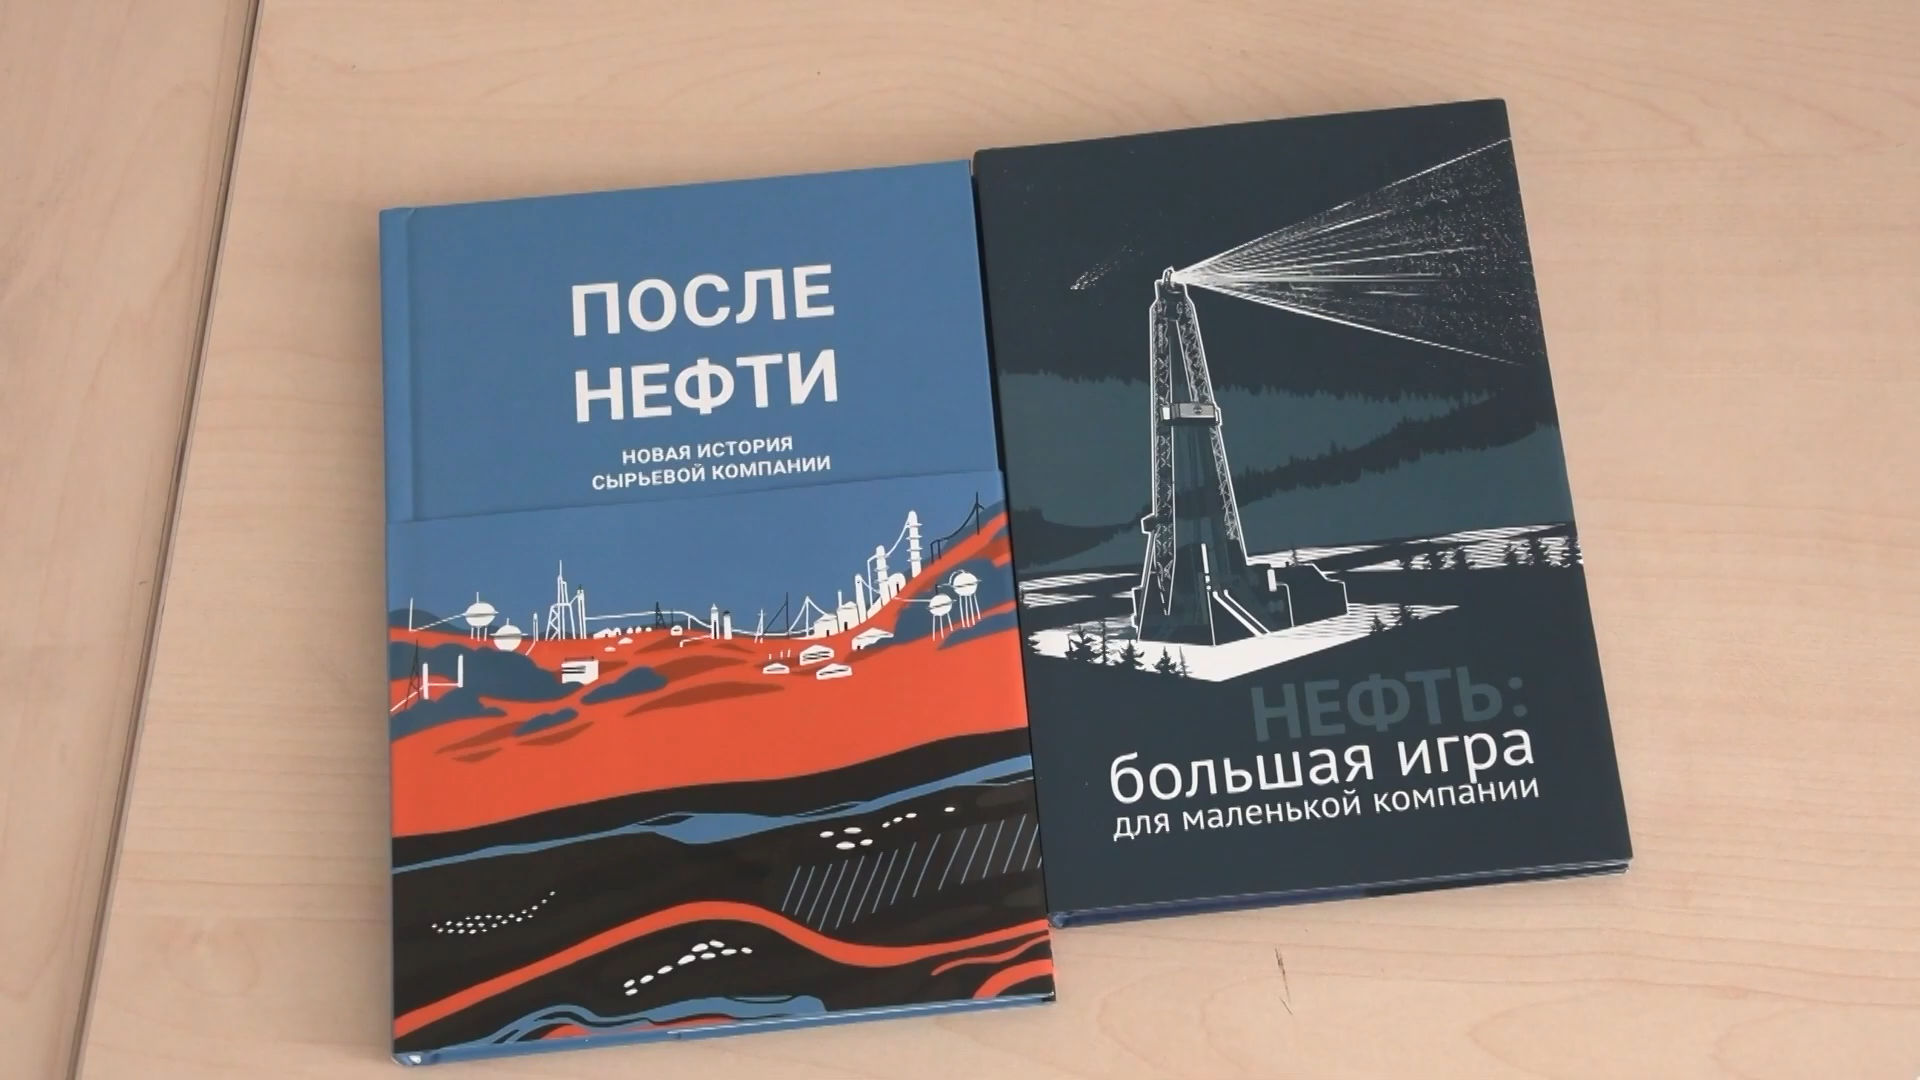 ПОСЛЕ
НЕФТИ
НОВАЯ ИСТОРИЯ
СЫРЬЕВОЙ КОМПАНИИ
НЕФТЬ:
большая игра
для маленькой компании